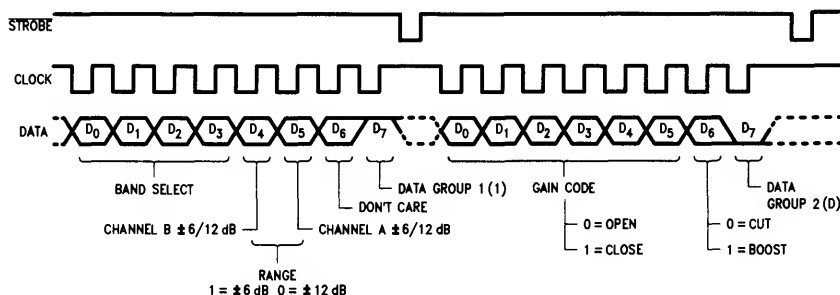 STROBE
CLOCK
DATA D0 D1 D2 D3 D4 D5 D6 D7 D0 D1 D2 D3 D4 D5 D6 D7
BAND SELECT
DATA GROUP 1 (1)
DON'T CARE
CHANNEL B ±6/12 dB
CHANNEL A ±6/12 dB
RANGE
1 = ±6 dB 0 = ±12 dB
GAIN CODE
0 = OPEN
1 = CLOSE
0 = CUT
1 = BOOST
DATA
GROUP 2 (D)